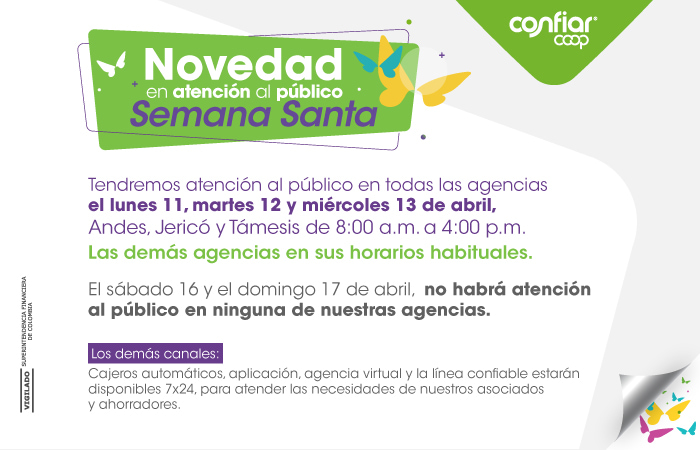 confiar®
coop
Novedad
en atención al público
Semana Santa
Tendremos atención al público en todas las agencias
el lunes 11, martes 12 y miércoles 13 de abril,
Andes, Jericó y Támesis de 8:00 a.m. a 4:00 p.m.
Las demás agencias en sus horarios habituales.
El sábado 16 y el domingo 17 de abril, no habrá atención
al público en ninguna de nuestras agencias.
Los demás canales:
Cajeros automáticos, aplicación, agencia virtual y la línea confiable estarán
disponibles 7x24, para atender las necesidades de nuestros asociados
y ahorradores.
VIGILADO
SUPERINTENDENCIA FINANCIERA
DE COLOMBIA